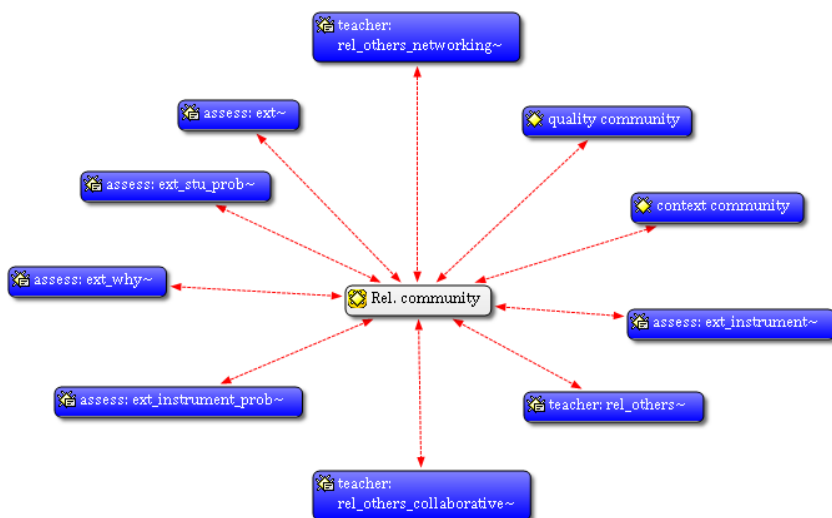 teacher:
rel_others_networking~
assess: ext~
quality community
assess: ext_stu_prob~
context community
assess: ext_why~
Rel. community
assess: ext_instrument~
assess: ext_instrument_prob~
teacher: rel_others~
teacher:
rel_others_collaborative~